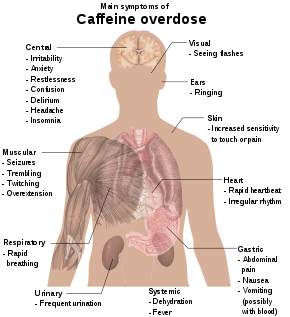 Main symptoms of
Caffeine overdose
Central
- Irritability
- Anxiety
- Restlessness
- Confusion
- Delirium
- Headache
- Insomnia
Visual
- Seeing flashes
Ears
- Ringing
Skin
- Increased sensitivity
to touch or pain
Muscular
- Seizures
- Trembling
- Twitching
- Overextension
Heart
- Rapid heartbeat
- Irregular rhythm
Respiratory
- Rapid
breathing
Gastric
- Abdominal
pain
- Nausea
- Vomiting
(possibly
with blood)
Urinary
- Frequent urination
Systemic
- Dehydration
- Fever